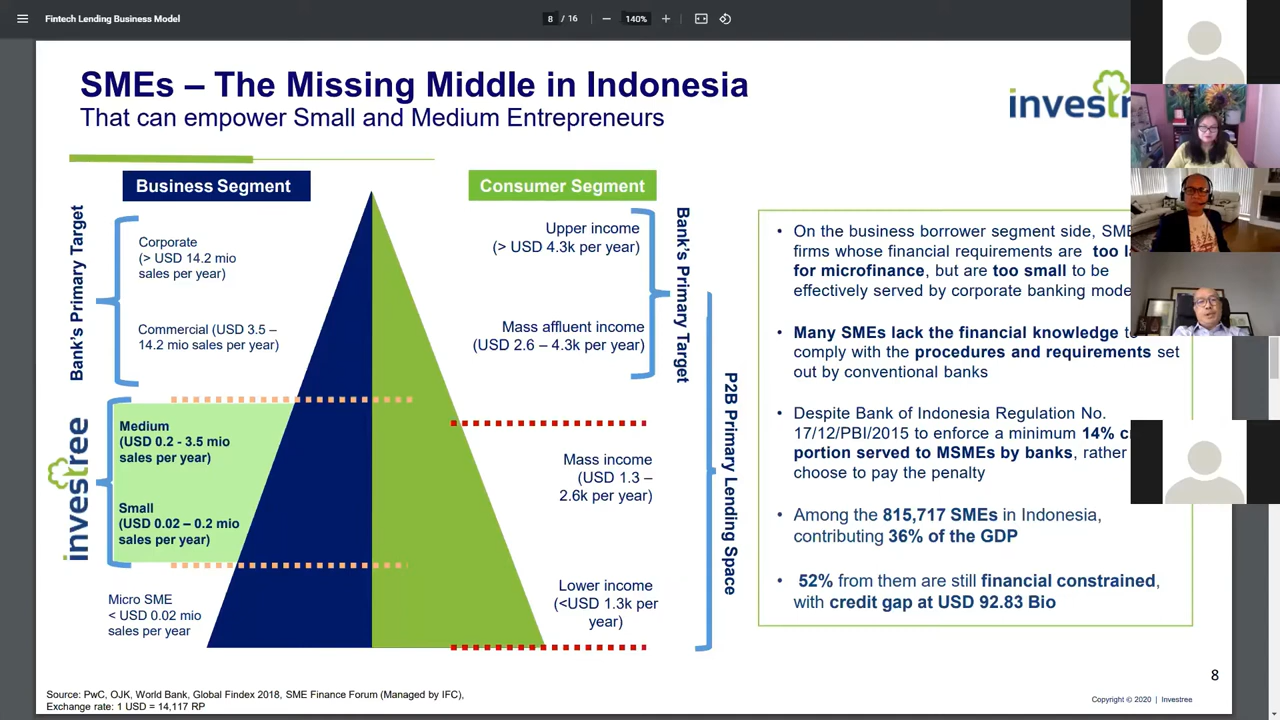 Fintech Lending Business Model
8 / 16
140%
SMEs – The Missing Middle in Indonesia
That can empower Small and Medium Entrepreneurs
Business Segment
Consumer Segment
Bank's Primary Target
Corporate
(> USD 14.2 mio
sales per year)
Commercial (USD 3.5 –
14.2 mio sales per year)
investree
Medium
(USD 0.2 - 3.5 mio
sales per year)
Small
(USD 0.02 – 0.2 mio
sales per year)
Micro SME
< USD 0.02 mio
sales per year
Upper income
(> USD 4.3k per year)
Mass affluent income
(USD 2.6 – 4.3k per year)
Bank's Primary Target
Mass income
(USD 1.3 –
2.6k per year)
Lower income
(<USD 1.3k per
year)
P2B Primary Lending Space
• On the business borrower segment side, SME
firms whose financial requirements are too
for microfinance, but are too small to be
effectively served by corporate banking
• Many SMEs lack the financial knowledge
comply with the procedures and requirements set
out by conventional banks
• Despite Bank of Indonesia Regulation No.
17/12/PBI/2015 to enforce a minimum 14%
portion served to MSMEs by banks, rather
choose to pay the penalty
• Among the 815,717 SMEs in Indonesia,
contributing 36% of the GDP
• 52% from them are still financial constrained,
with credit gap at USD 92.83 Bio
8
Source: PwC, OJK, World Bank, Global Findex 2018, SME Finance Forum (Managed by IFC),
Exchange rate: 1 USD = 14,117 RP
Copyright © 2020 | Investree